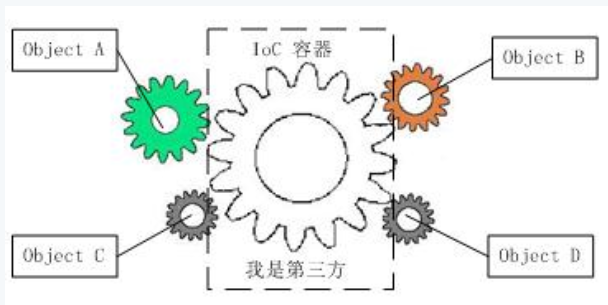 Object A
IoC 容器
Object B
Object C
我是第三方
Object D